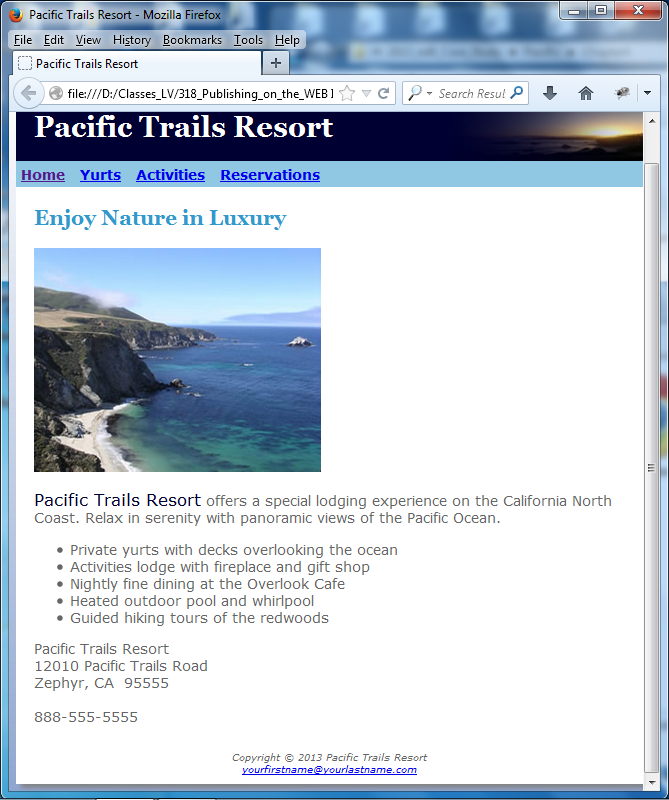 Pacific Trails Resort - Mozilla Firefox
File Edit View History Bookmarks Tools Help
Pacific Trails Resort
file:///D:/Classes_LV/318_Publishing_on_the_WEB Search Resul
Pacific Trails Resort
Home Yurts Activities Reservations
Enjoy Nature in Luxury
Pacific Trails Resort offers a special lodging experience on the California North
Coast. Relax in serenity with panoramic views of the Pacific Ocean.
• Private yurts with decks overlooking the ocean
• Activities lodge with fireplace and gift shop
• Nightly fine dining at the Overlook Cafe
• Heated outdoor pool and whirlpool
• Guided hiking tours of the redwoods
Pacific Trails Resort
12010 Pacific Trails Road
Zephyr, CA 95555
888-555-5555
Copyright © 2013 Pacific Trails Resort
yourfirstname@yourlastname.com